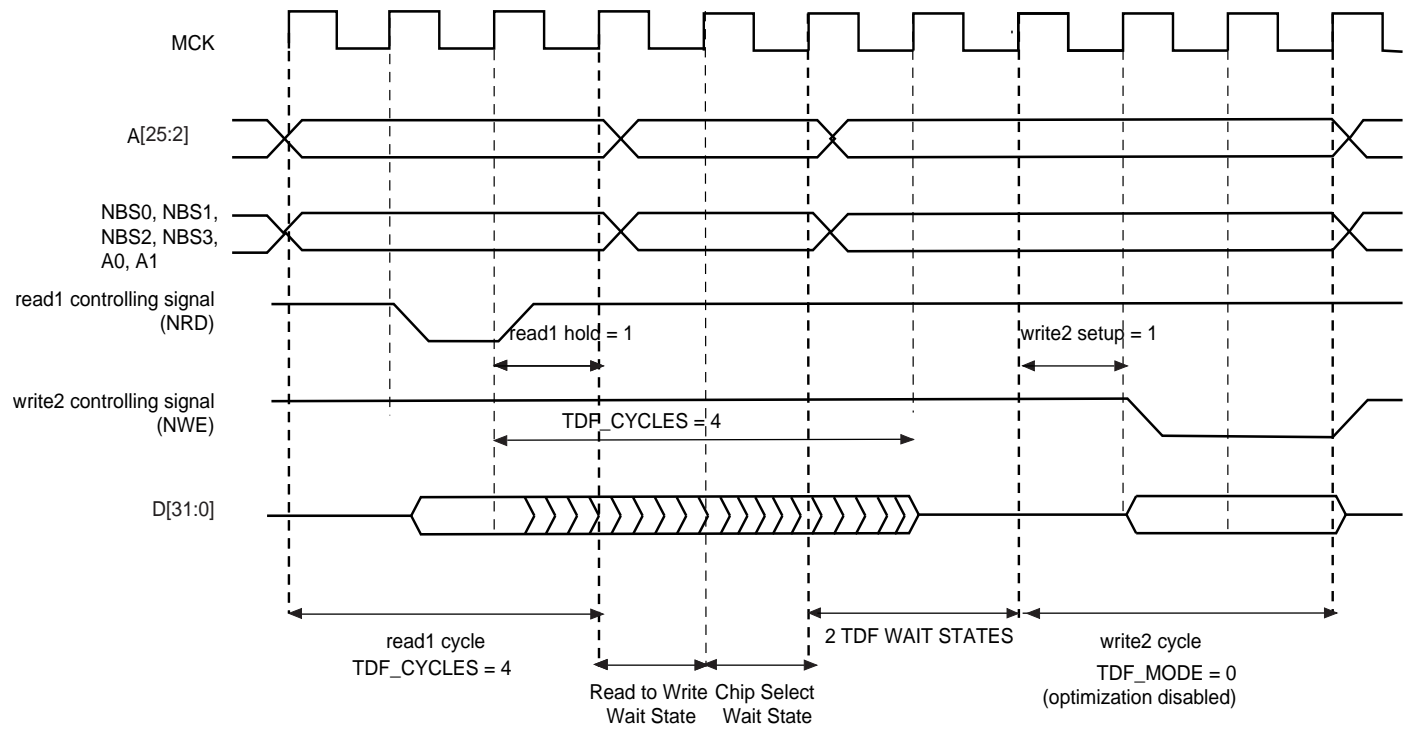 MCK
A[25:2]
NBS0, NBS1,
NBS2, NBS3,
A0, A1
read1 controlling signal
(NRD)
read1 hold = 1
write2 setup = 1
write2 controlling signal
(NWE)
TDF_CYCLES = 4
D[31:0]
read1 cycle
TDF_CYCLES = 4
2 TDF WAIT STATES
write2 cycle
TDF_MODE = 0
(optimization disabled)
Read to Write
Wait State
Chip Select
Wait State